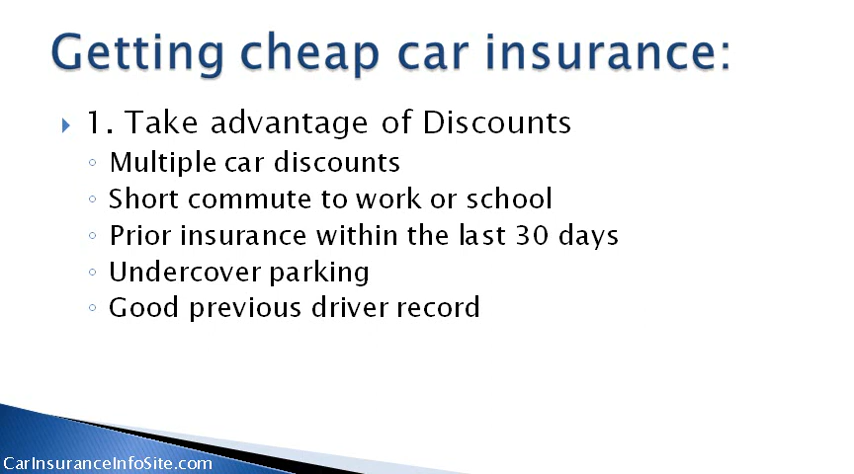 Getting cheap car insurance:
1. Take advantage of Discounts
Multiple car discounts
Short commute to work or school
Prior insurance within the last 30 days
Undercover parking
Good previous driver record
CarInsuranceInfoSite.com